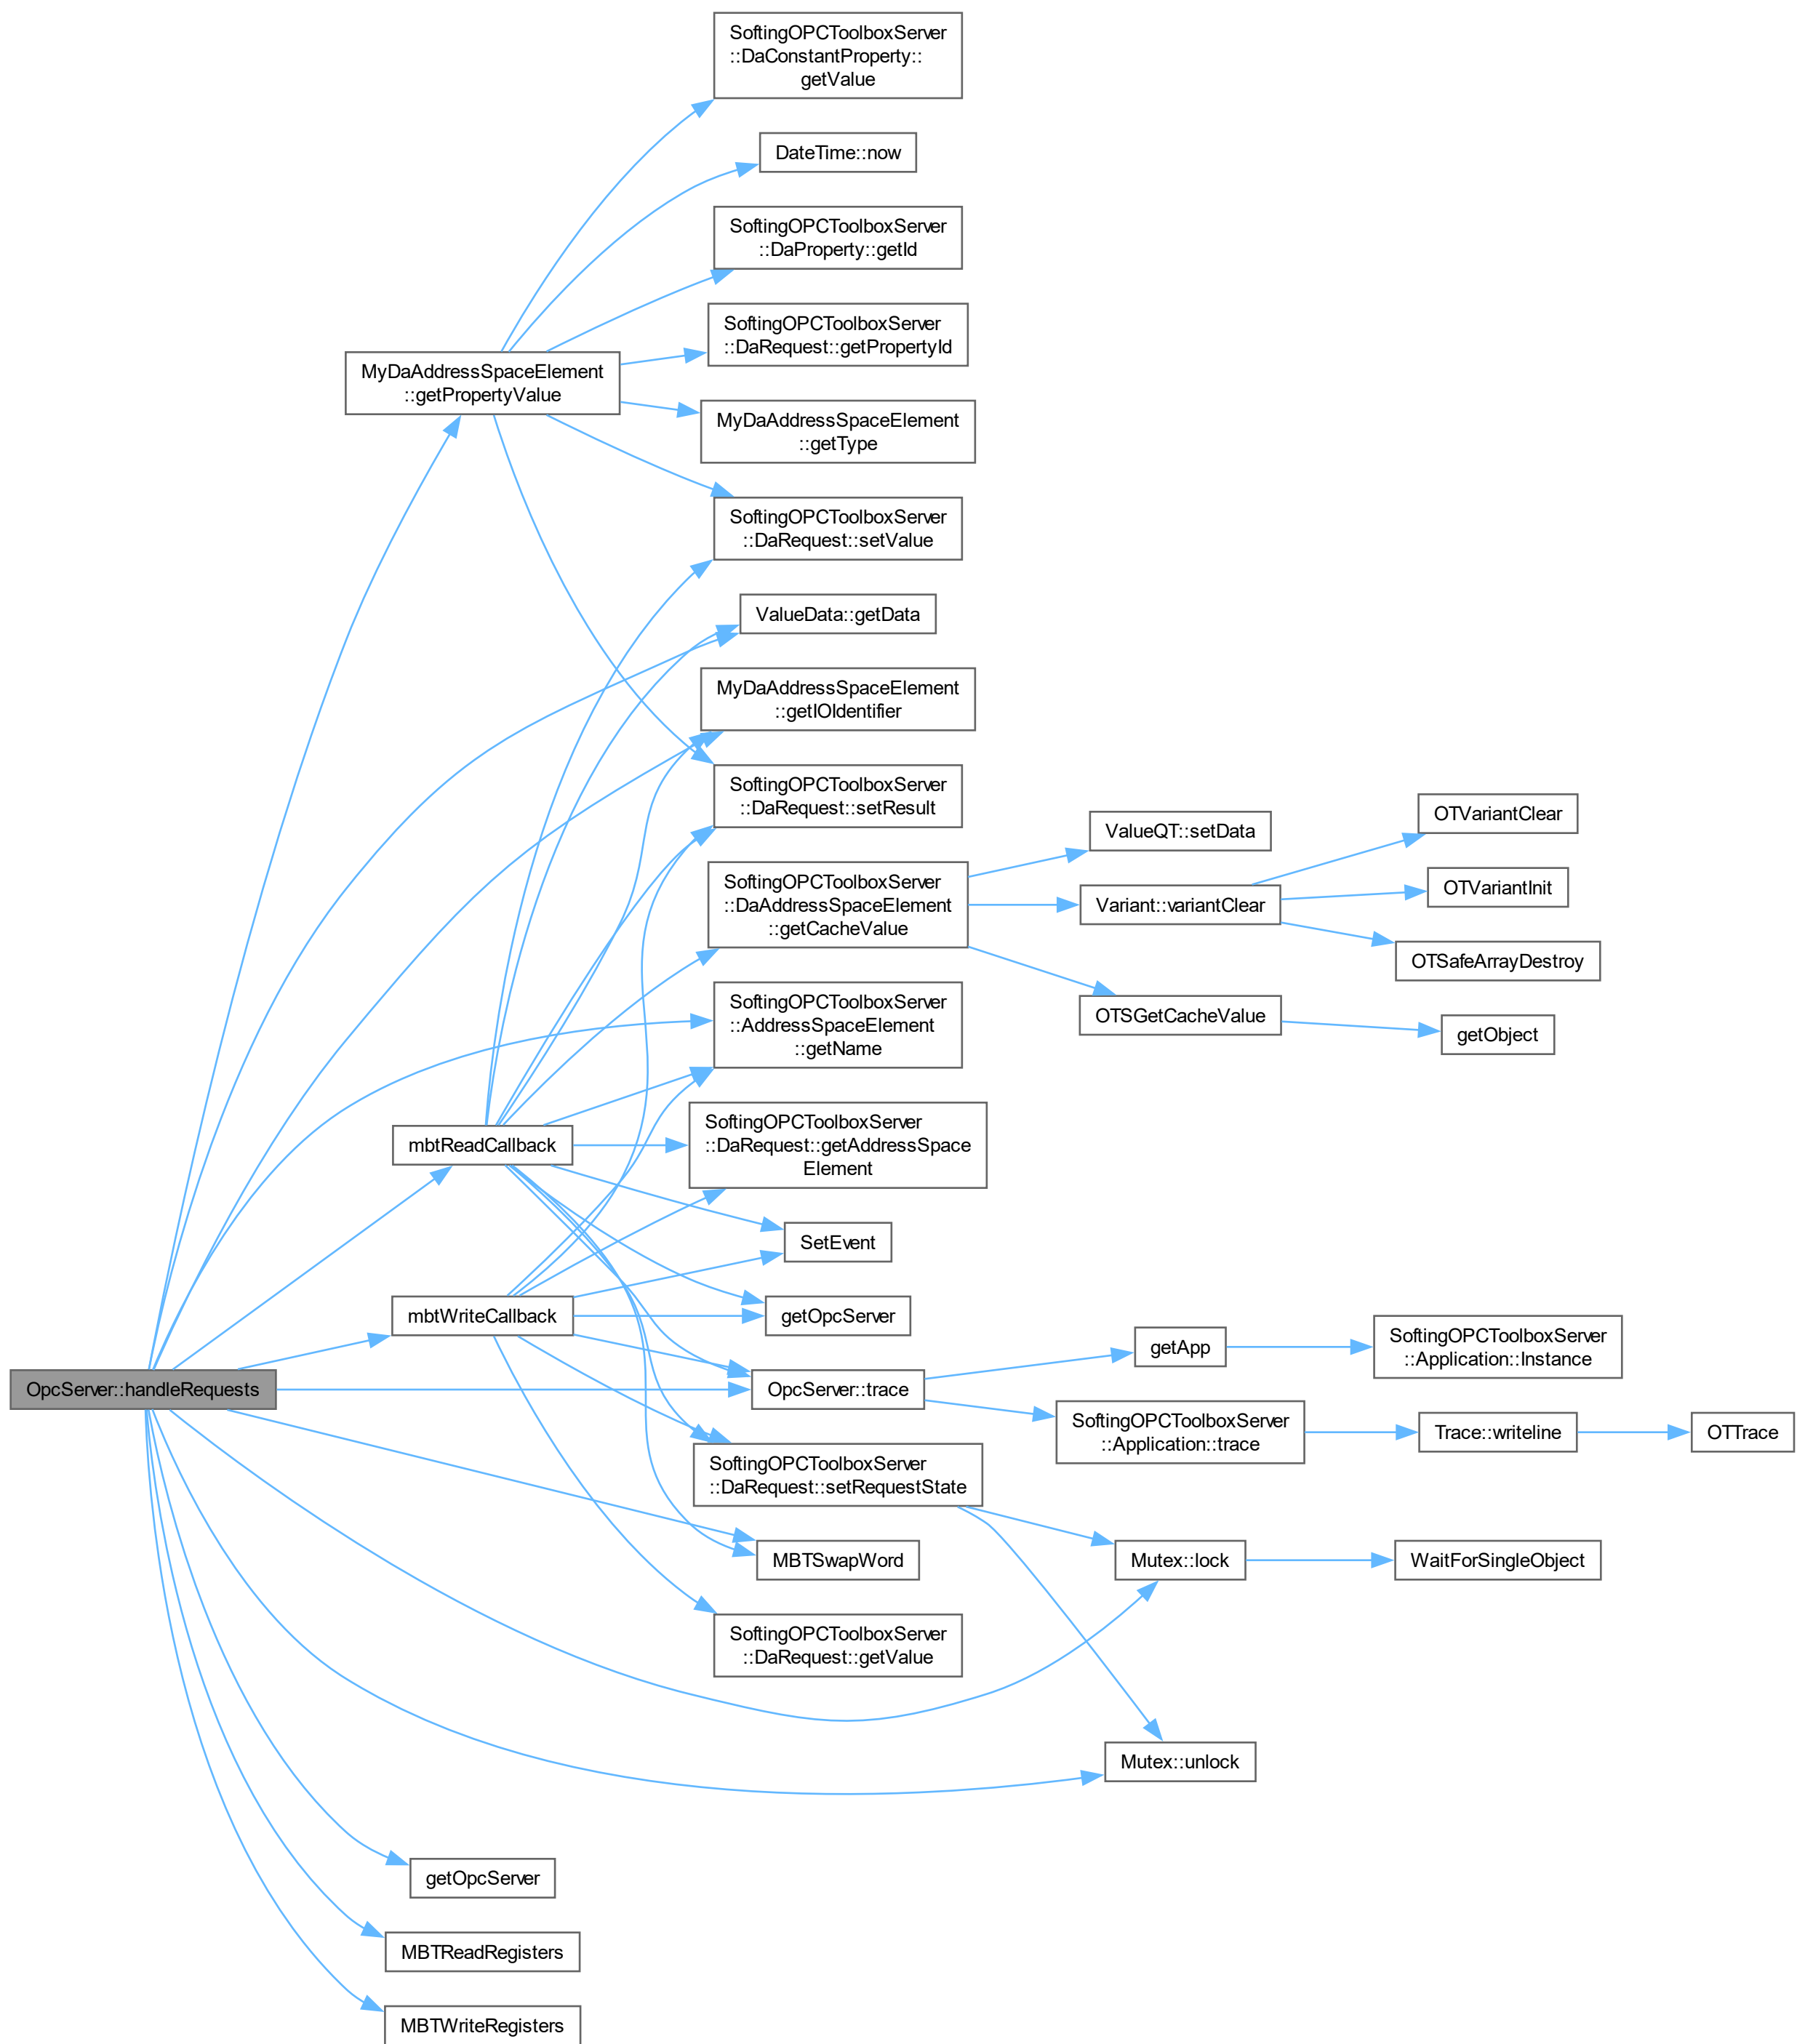 SoftingOPCToolboxServer
::DaConstantProperty::
getValue
DateTime::now
SoftingOPCToolboxServer
::DaProperty::getId
SoftingOPCToolboxServer
::DaRequest::getPropertyId
MyDaAddressSpaceElement
::getPropertyValue
MyDaAddressSpaceElement
::getType
SoftingOPCToolboxServer
::DaRequest::setValue
ValueData::getData
MyDaAddressSpaceElement
::getIOIdentifier
SoftingOPCToolboxServer
::DaRequest::setResult
OTVariantClear
ValueQT::setData
SoftingOPCToolboxServer
::DaAddressSpaceElement
::getCacheValue
Variant::variantClear
OTVariantInit
OTSafeArrayDestroy
OTSGetCacheValue
getObject
SoftingOPCToolboxServer
::AddressSpaceElement
::getName
mbtReadCallback
SoftingOPCToolboxServer
::DaRequest::getAddressSpace
Element
SetEvent
mbtWriteCallback
getOpcServer
getApp
SoftingOPCToolboxServer
::Application::Instance
OpcServer::handleRequests
OpcServer::trace
SoftingOPCToolboxServer
::Application::trace
Trace::writeline
OTTrace
SoftingOPCToolboxServer
::DaRequest::setRequestState
MBTSwapWord
Mutex::lock
WaitForSingleObject
SoftingOPCToolboxServer
::DaRequest::getValue
Mutex::unlock
getOpcServer
MBTReadRegisters
MBTWriteRegisters